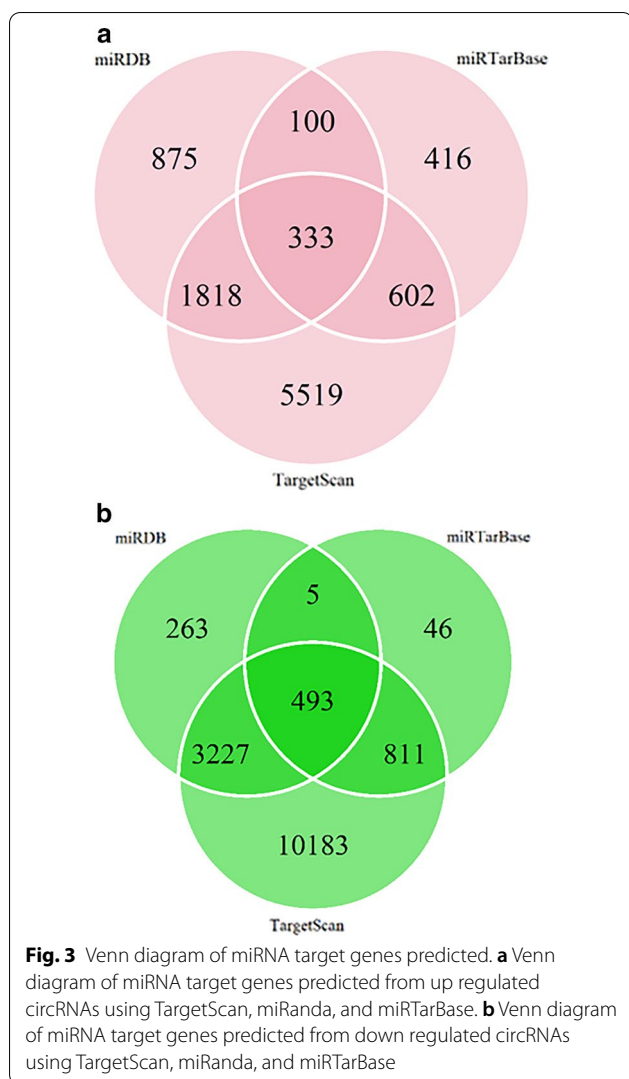 a
miRDB
miRTarBase
100
875
416
333
1818
602
5519
TargetScan
b
miRDB
miRTarBase
5
263
46
493
3227
811
10183
TargetScan
Fig. 3 Venn diagram of miRNA target genes predicted. a Venn
diagram of miRNA target genes predicted from up regulated
circRNAs using TargetScan, miRanda, and miRTarBase. b Venn diagram
of miRNA target genes predicted from down regulated circRNAs
using TargetScan, miRanda, and miRTarBase